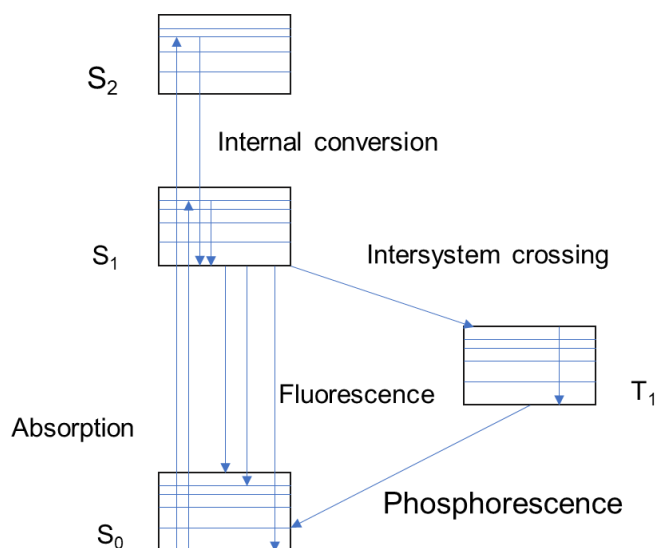 S2
Internal conversion
S1
Intersystem crossing
T1
Fluorescence
Absorption
Phosphorescence
S0